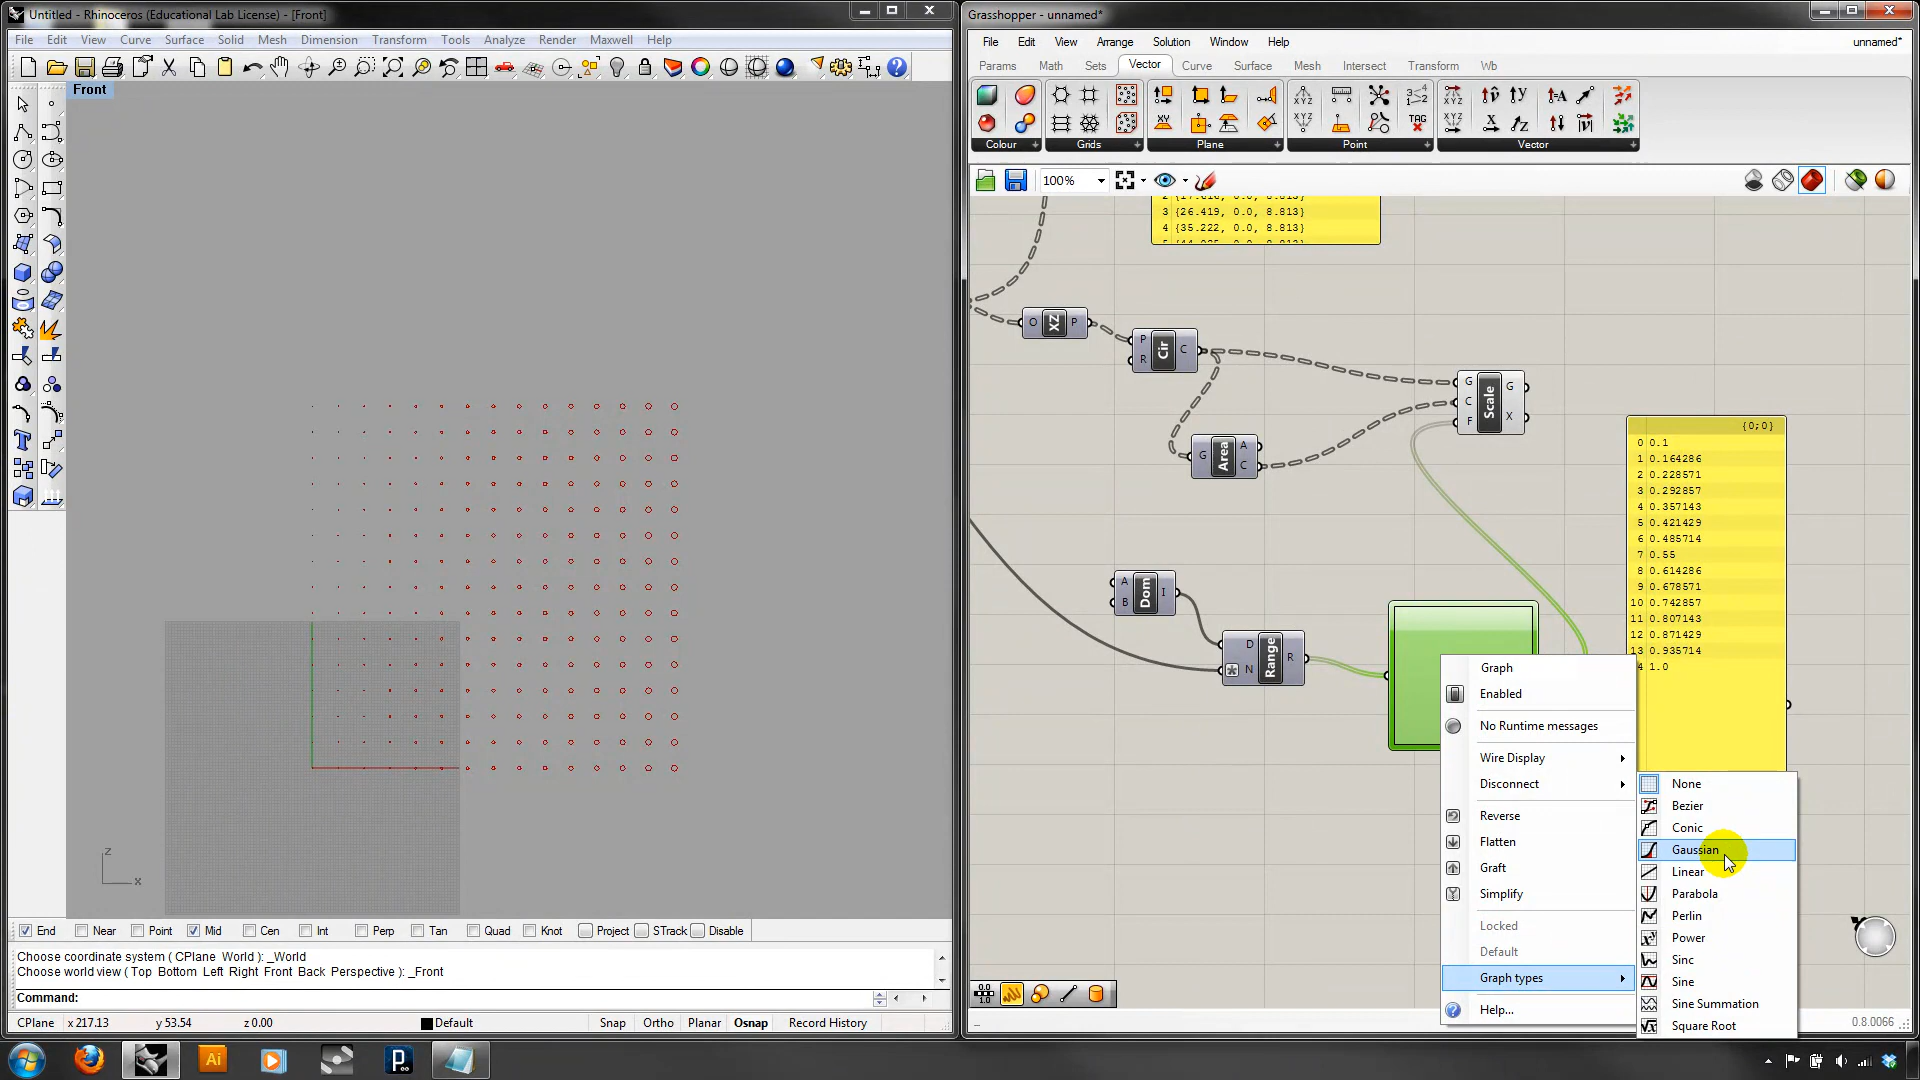 Untitled - Rhinoceros (Educational Lab License) - [Front]
File Edit View Curve Surface Solid Mesh Dimension Transform Tools Analyze Render Maxwell Help
Front
z
x
End Near Point Mid Cen Int Perp Tan Quad Knot Project STrack Disable
Choose coordinate system ( CPlane World ): _World
Choose world view ( Top Bottom Left Right Front Back Perspective ): _Front
Command:
CPlane x 217.13 y 53.54 z 0.00 Default Snap Ortho Planar Osnap Record History
Grasshopper - unnamed*
File Edit View Arrange Solution Window Help unnamed*
Params Math Sets Vector Curve Surface Mesh Intersect Transform Wb
Colour Grids Plane Point Vector
100%
3 {26.419, 0.0, 8.813}
4 {35.222, 0.0, 8.813}
O XZ P
P R Cir C
G C F Scale G X
G Area A C
A B Dom I
D N Range R
{0;0}
0 0.1
1 0.164286
2 0.228571
3 0.292857
4 0.357143
5 0.421429
6 0.485714
7 0.55
8 0.614286
9 0.678571
10 0.742857
11 0.807143
12 0.871429
13 0.935714
4 1.0
Graph
Enabled
No Runtime messages
Wire Display
Disconnect
Reverse
Flatten
Graft
Simplify
Locked
Default
Graph types
Help...
None
Bezier
Conic
Gaussian
Linear
Parabola
Perlin
Power
Sinc
Sine
Sine Summation
Square Root
0.8.0066